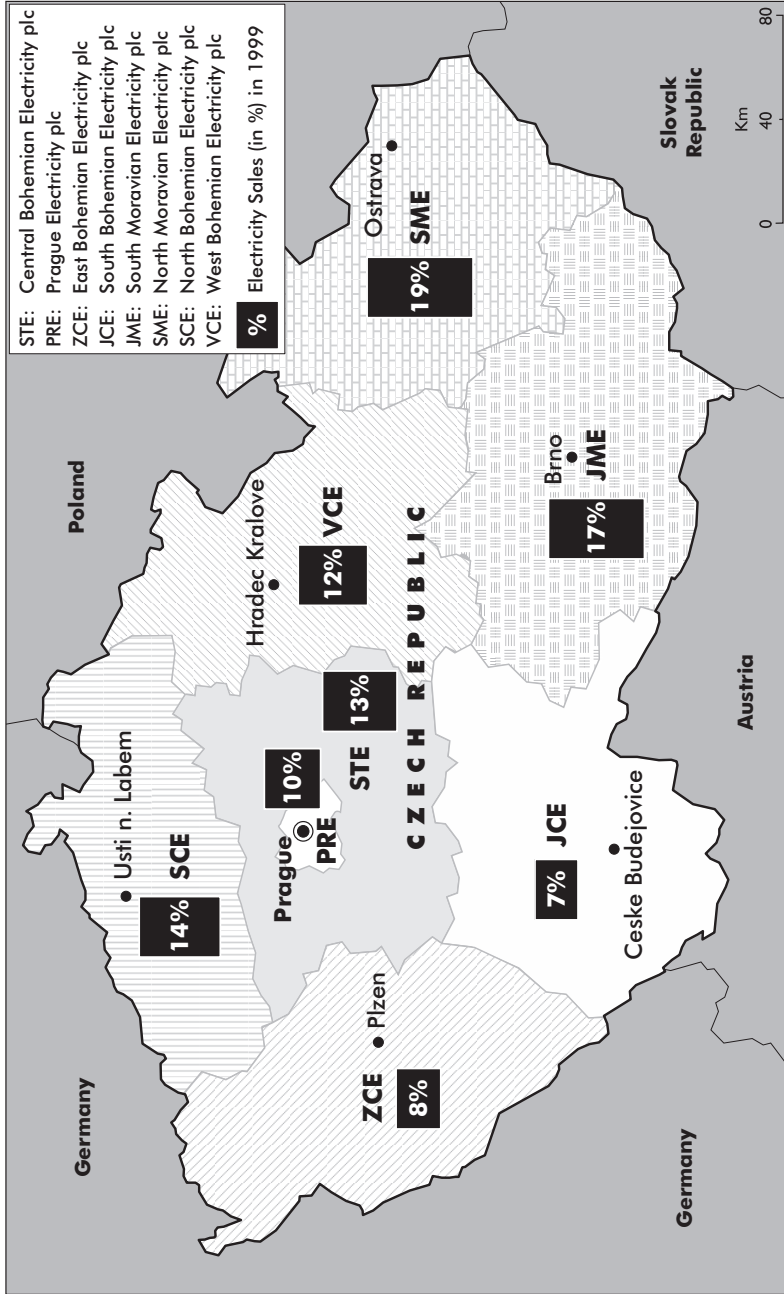 STE: Central Bohemian Electricity plc
PRE: Prague Electricity plc
ZCE: East Bohemian Electricity plc
JCE: South Bohemian Electricity plc
JME: South Moravian Electricity plc
SME: North Moravian Electricity plc
SCE: North Bohemian Electricity plc
VCE: West Bohemian Electricity plc
% Electricity Sales (in %) in 1999
Germany
Poland
Usti n. Labem
14% SCE
Hradec Kralove
12% VCE
Prague
10%
PRE
STE
13%
CZECH REPUBLIC
Plzen
ZCE
8%
Ostrava
19% SME
Brno
17% JME
7% JCE
Ceske Budejovice
Germany
Austria
Slovak
Republic
Km
0 40 80